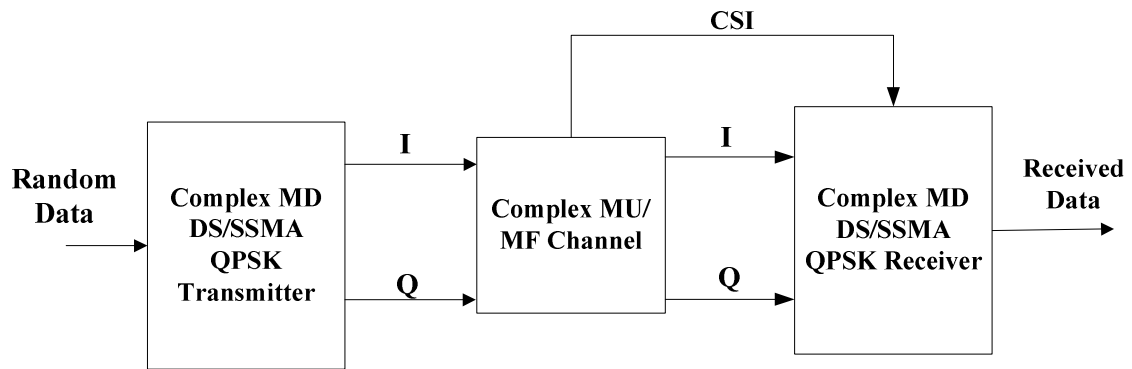 CSI
Random
Data
Complex MD
DS/SSMA
QPSK
Transmitter
I
Q
Complex MU/
MF Channel
I
Q
Complex MD
DS/SSMA
QPSK Receiver
Received
Data